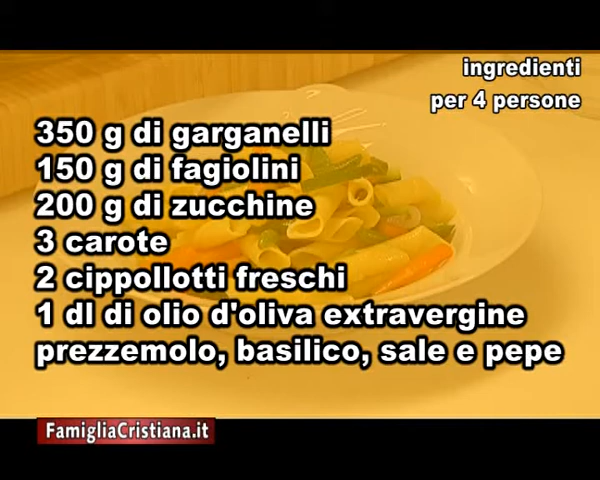 ingredienti
per 4 persone
350 g di garganelli
150 g di fagiolini
200 g di zucchine
3 carote
2 cippollotti freschi
1 dl di olio d'oliva extravergine
prezzemolo, basilico, sale e pepe
FamigliaCristiana.it